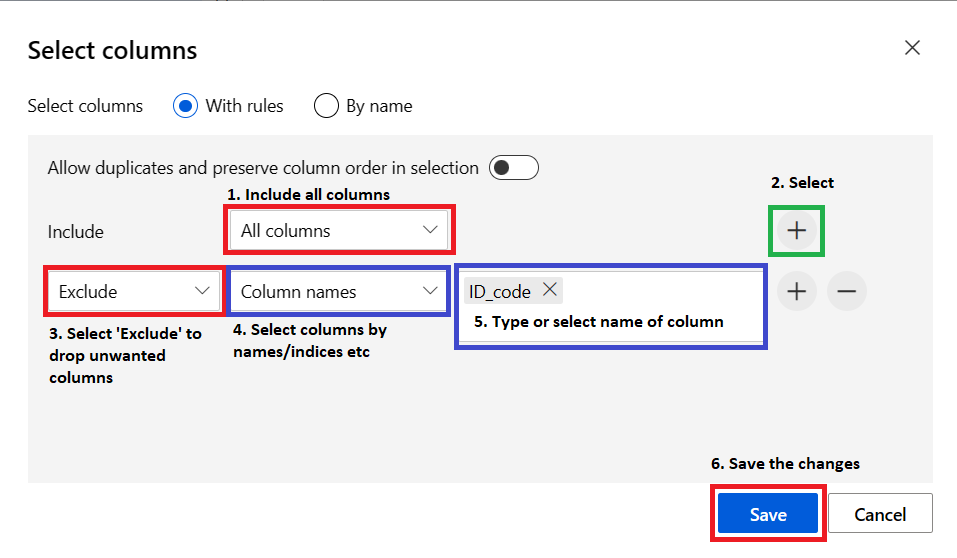 Select columns
Select columns With rules By name
Allow duplicates and preserve column order in selection
1. Include all columns
2. Select
Include All columns
Exclude Column names ID_code
5. Type or select name of column
3. Select 'Exclude' to
drop unwanted
columns
4. Select columns by
names/indices etc
6. Save the changes
Save Cancel